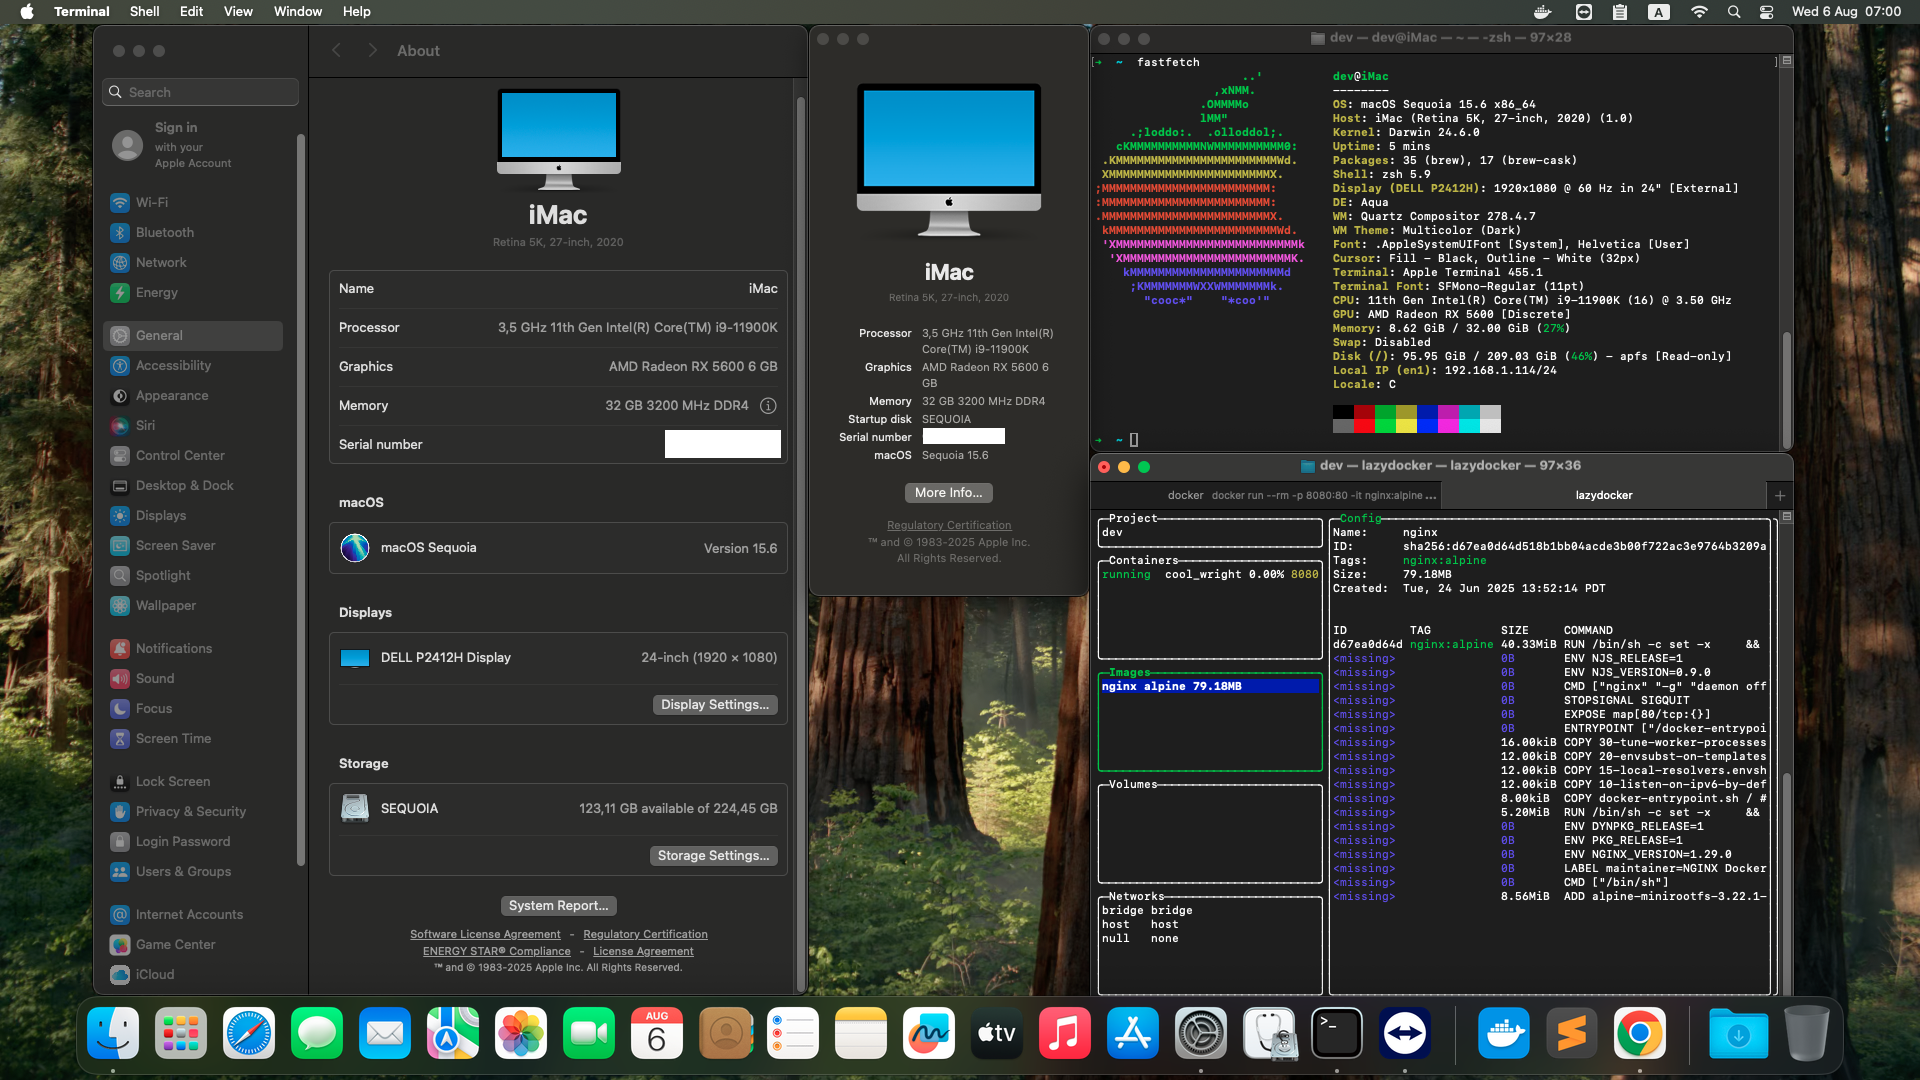 Terminal Shell Edit View Window Help
A Wed 6 Aug 07:00
Search
Sign in
with your
Apple Account
Wi-Fi
Bluetooth
Network
Energy
General
Accessibility
Appearance
Siri
Control Center
Desktop & Dock
Displays
Screen Saver
Spotlight
Wallpaper
Notifications
Sound
Focus
Screen Time
Lock Screen
Privacy & Security
Login Password
Users & Groups
Internet Accounts
Game Center
iCloud
About
iMac
Retina 5K, 27-inch, 2020
Name iMac
Processor 3,5 GHz 11th Gen Intel(R) Core(TM) i9-11900K
Graphics AMD Radeon RX 5600 6 GB
Memory 32 GB 3200 MHz DDR4
Serial number
macOS
macOS Sequoia Version 15.6
Displays
DELL P2412H Display 24-inch (1920 × 1080)
Display Settings...
Storage
SEQUOIA 123,11 GB available of 224,45 GB
Storage Settings...
System Report...
Software License Agreement - Regulatory Certification
ENERGY STAR® Compliance - License Agreement
™ and © 1983-2025 Apple Inc. All Rights Reserved.
iMac
Retina 5K, 27-inch, 2020
Processor 3,5 GHz 11th Gen Intel(R)
Core(TM) i9-11900K
Graphics AMD Radeon RX 5600 6
GB
Memory 32 GB 3200 MHz DDR4
Startup disk SEQUOIA
Serial number
macOS Sequoia 15.6
More Info...
Regulatory Certification
™ and © 1983-2025 Apple Inc.
All Rights Reserved.
dev — dev@iMac — ~ — -zsh — 97×28
~ fastfetch
..'
,xNMM.
.OMMMMo
lMM"
.;loddo:. .olloddol;.
cKMMMMMMMMMMNWMMMMMMMMMM0:
.KMMMMMMMMMMMMMMMMMMMMMMMWd.
XMMMMMMMMMMMMMMMMMMMMMMMX.
;MMMMMMMMMMMMMMMMMMMMMMMM:
:MMMMMMMMMMMMMMMMMMMMMMMM:
.MMMMMMMMMMMMMMMMMMMMMMMMX.
kMMMMMMMMMMMMMMMMMMMMMMMMWd.
'XMMMMMMMMMMMMMMMMMMMMMMMMMMk
'XMMMMMMMMMMMMMMMMMMMMMMMMK.
kMMMMMMMMMMMMMMMMMMMMMMd
;KMMMMMMMWXXWMMMMMMMk.
"cooc*" "*coo'"
dev@iMac
--------
OS: macOS Sequoia 15.6 x86_64
Host: iMac (Retina 5K, 27-inch, 2020) (1.0)
Kernel: Darwin 24.6.0
Uptime: 5 mins
Packages: 35 (brew), 17 (brew-cask)
Shell: zsh 5.9
Display (DELL P2412H): 1920x1080 @ 60 Hz in 24" [External]
DE: Aqua
WM: Quartz Compositor 278.4.7
WM Theme: Multicolor (Dark)
Font: .AppleSystemUIFont [System], Helvetica [User]
Cursor: Fill - Black, Outline - White (32px)
Terminal: Apple Terminal 455.1
Terminal Font: SFMono-Regular (11pt)
CPU: 11th Gen Intel(R) Core(TM) i9-11900K (16) @ 3.50 GHz
GPU: AMD Radeon RX 5600 [Discrete]
Memory: 8.62 GiB / 32.00 GiB (27%)
Swap: Disabled
Disk (/): 95.95 GiB / 209.03 GiB (46%) - apfs [Read-only]
Local IP (en1): 192.168.1.114/24
Locale: C
~
dev — lazydocker — lazydocker — 97×36
docker docker run --rm -p 8080:80 -it nginx:alpine ...
lazydocker
Project
dev
Containers
running cool_wright 0.00% 8080
Images
nginx alpine 79.18MB
Volumes
Networks
bridge bridge
host host
null none
Config
Name: nginx
ID: sha256:d67ea0d64d518b1bb04acde3b00f722ac3e9764b3209a
Tags: nginx:alpine
Size: 79.18MB
Created: Tue, 24 Jun 2025 13:52:14 PDT
ID TAG SIZE COMMAND
d67ea0d64d nginx:alpine 40.33MiB RUN /bin/sh -c set -x &&
<missing> 0B ENV NJS_RELEASE=1
<missing> 0B ENV NJS_VERSION=0.9.0
<missing> 0B CMD ["nginx" "-g" "daemon off
<missing> 0B STOPSIGNAL SIGQUIT
<missing> 0B EXPOSE map[80/tcp:{}]
<missing> 0B ENTRYPOINT ["/docker-entrypoi
<missing> 16.00kiB COPY 30-tune-worker-processes
<missing> 12.00kiB COPY 20-envsubst-on-templates
<missing> 12.00kiB COPY 15-local-resolvers.envsh
<missing> 12.00kiB COPY 10-listen-on-ipv6-by-def
<missing> 8.00kiB COPY docker-entrypoint.sh / #
<missing> 5.20MiB RUN /bin/sh -c set -x &&
<missing> 0B ENV DYNPKG_RELEASE=1
<missing> 0B ENV PKG_RELEASE=1
<missing> 0B ENV NGINX_VERSION=1.29.0
<missing> 0B LABEL maintainer=NGINX Docker
<missing> 0B CMD ["/bin/sh"]
<missing> 8.56MiB ADD alpine-minirootfs-3.22.1-
AUG
6
tv